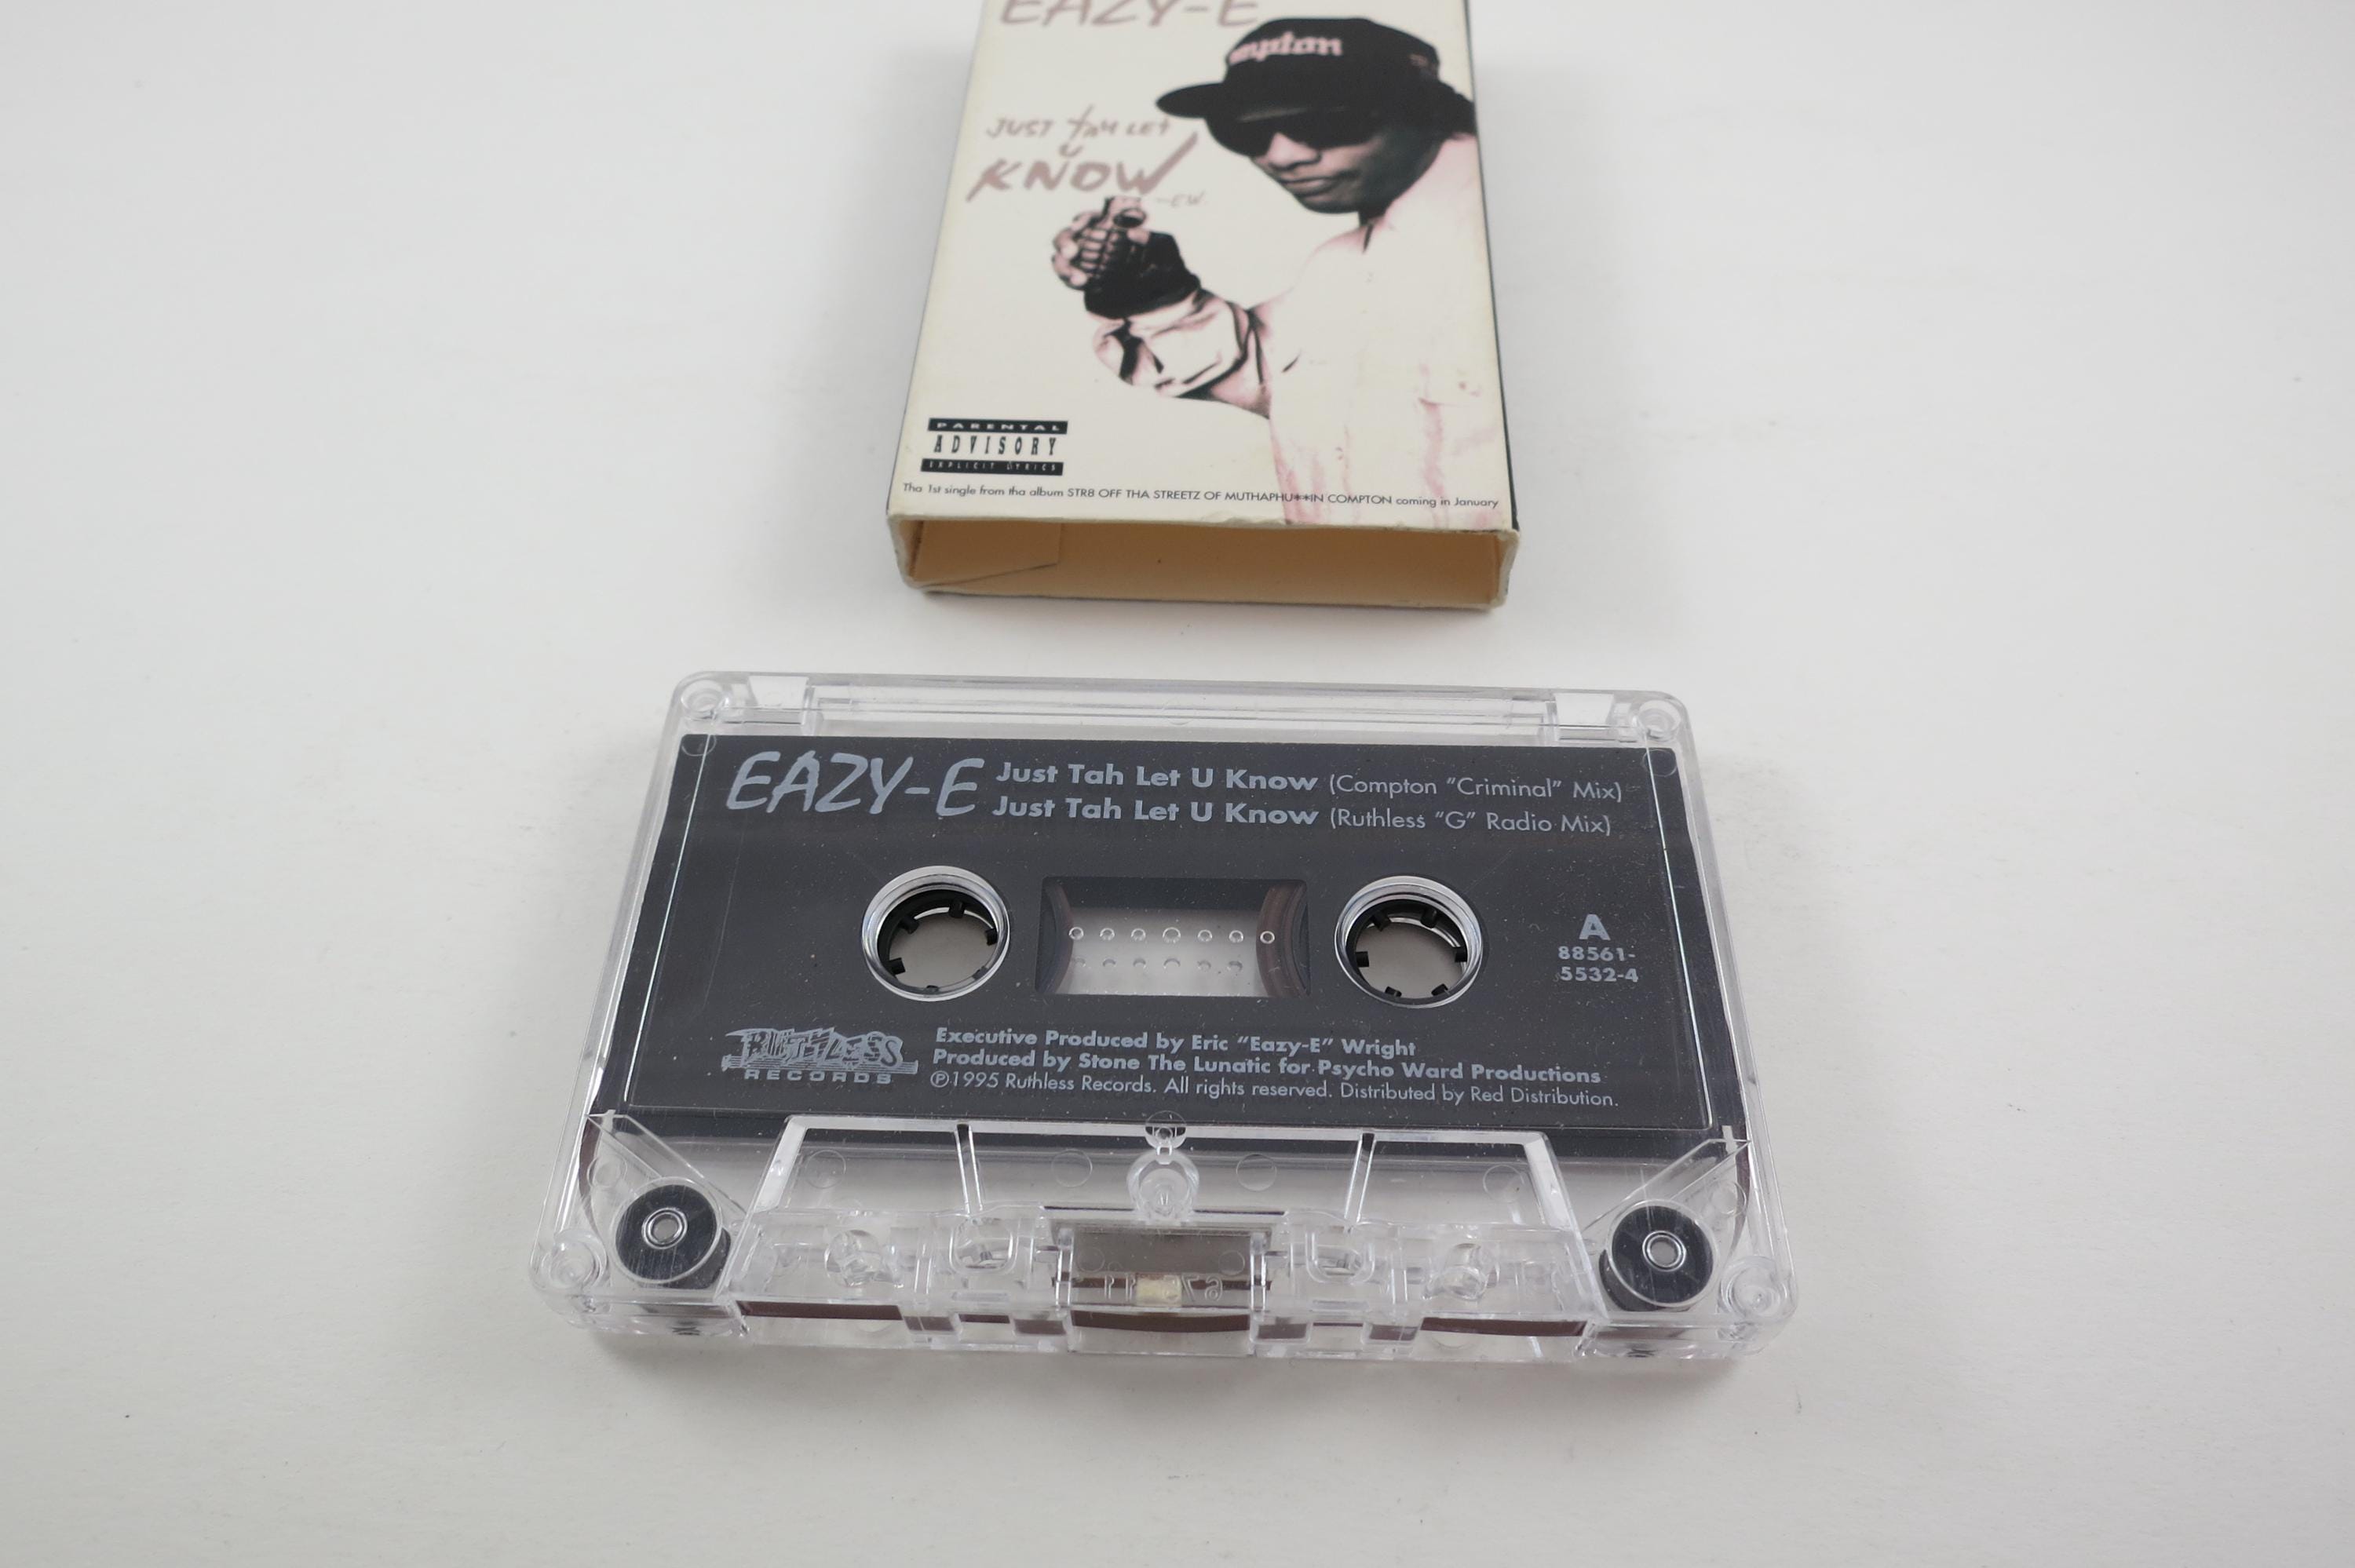 EAZY-E
mpton
JUST TAH LET
U
KNOW
-EW.
PARENTAL
ADVISORY
EXPLICIT LYRICS
Tha 1st single from tha album STR8 OFF THA STREETZ OF MUTHAPHU**IN COMPTON coming in January
EAZY-E
Just Tah Let U Know (Compton "Criminal" Mix)
Just Tah Let U Know (Ruthless "G" Radio Mix)
A
88561-
5532-4
RUTHLESS
RECORDS
Executive Produced by Eric "Eazy-E" Wright
Produced by Stone The Lunatic for Psycho Ward Productions
℗1995 Ruthless Records. All rights reserved. Distributed by Red Distribution.